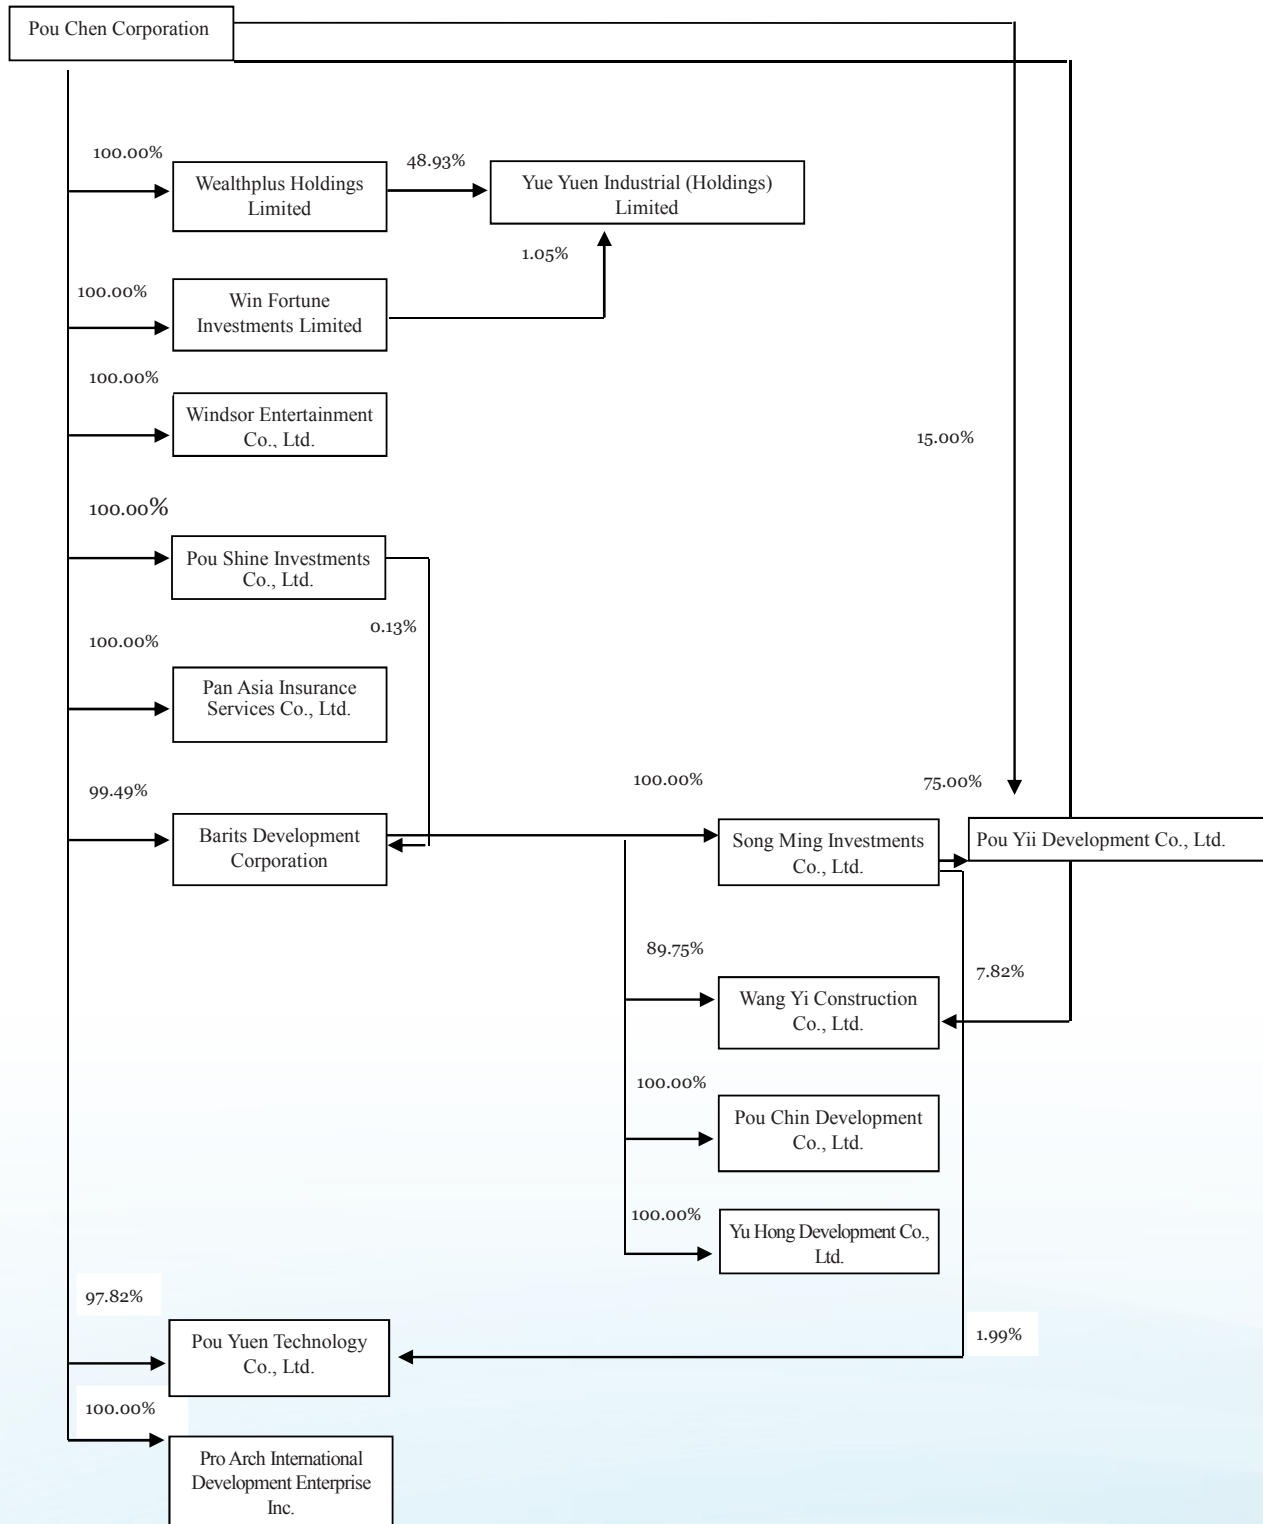 Pou Chen Corporation
100.00%
48.93%
Wealthplus Holdings
Limited
Yue Yuen Industrial (Holdings)
Limited
1.05%
100.00%
Win Fortune
Investments Limited
100.00%
Windsor Entertainment
Co., Ltd.
15.00%
100.00%
Pou Shine Investments
Co., Ltd.
0.13%
100.00%
Pan Asia Insurance
Services Co., Ltd.
99.49%
100.00%
75.00%
Barits Development
Corporation
Song Ming Investments
Co., Ltd.
Pou Yii Development Co., Ltd.
89.75%
7.82%
Wang Yi Construction
Co., Ltd.
100.00%
Pou Chin Development
Co., Ltd.
100.00%
Yu Hong Development Co.,
Ltd.
97.82%
Pou Yuen Technology
Co., Ltd.
1.99%
100.00%
Pro Arch International
Development Enterprise
Inc.